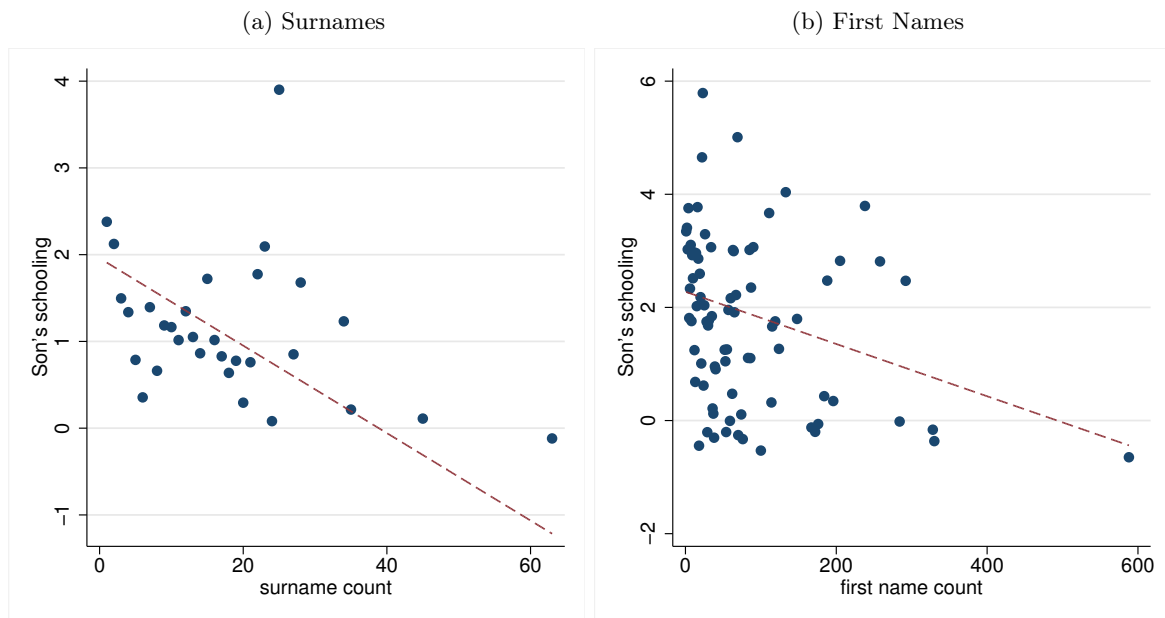 (a) Surnames
4
3
2
1
0
−1
Son's schooling
0 20 40 60
surname count
(b) First Names
6
4
2
0
−2
Son's schooling
0 200 400 600
first name count